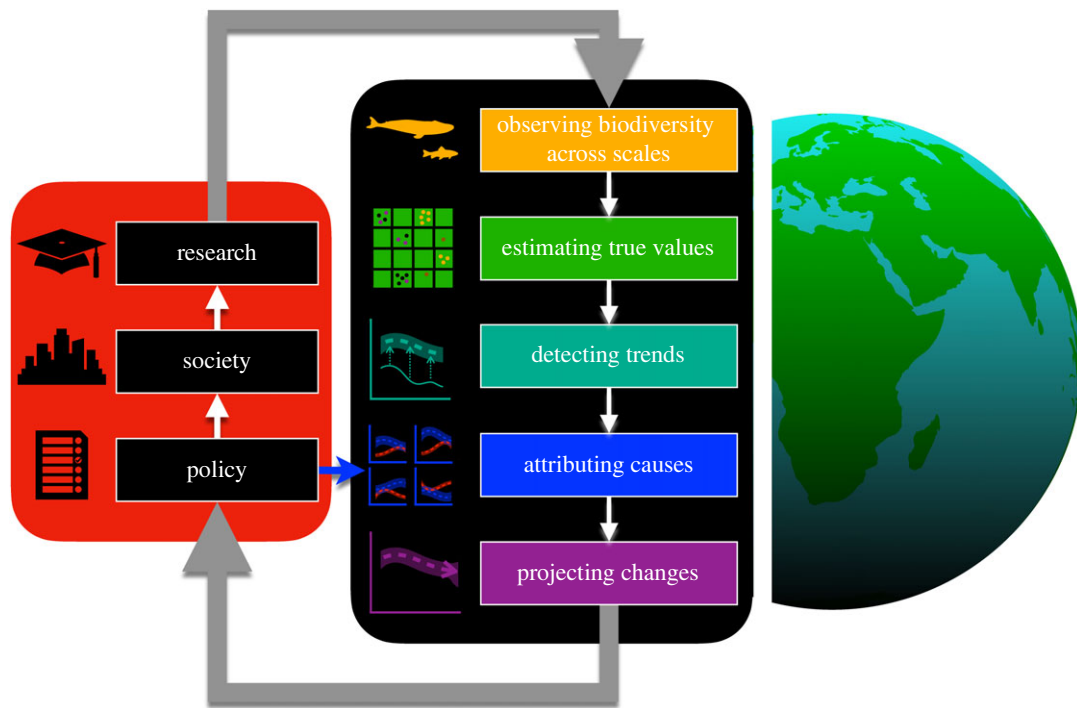 research
society
policy
observing biodiversity
across scales
estimating true values
detecting trends
attributing causes
projecting changes